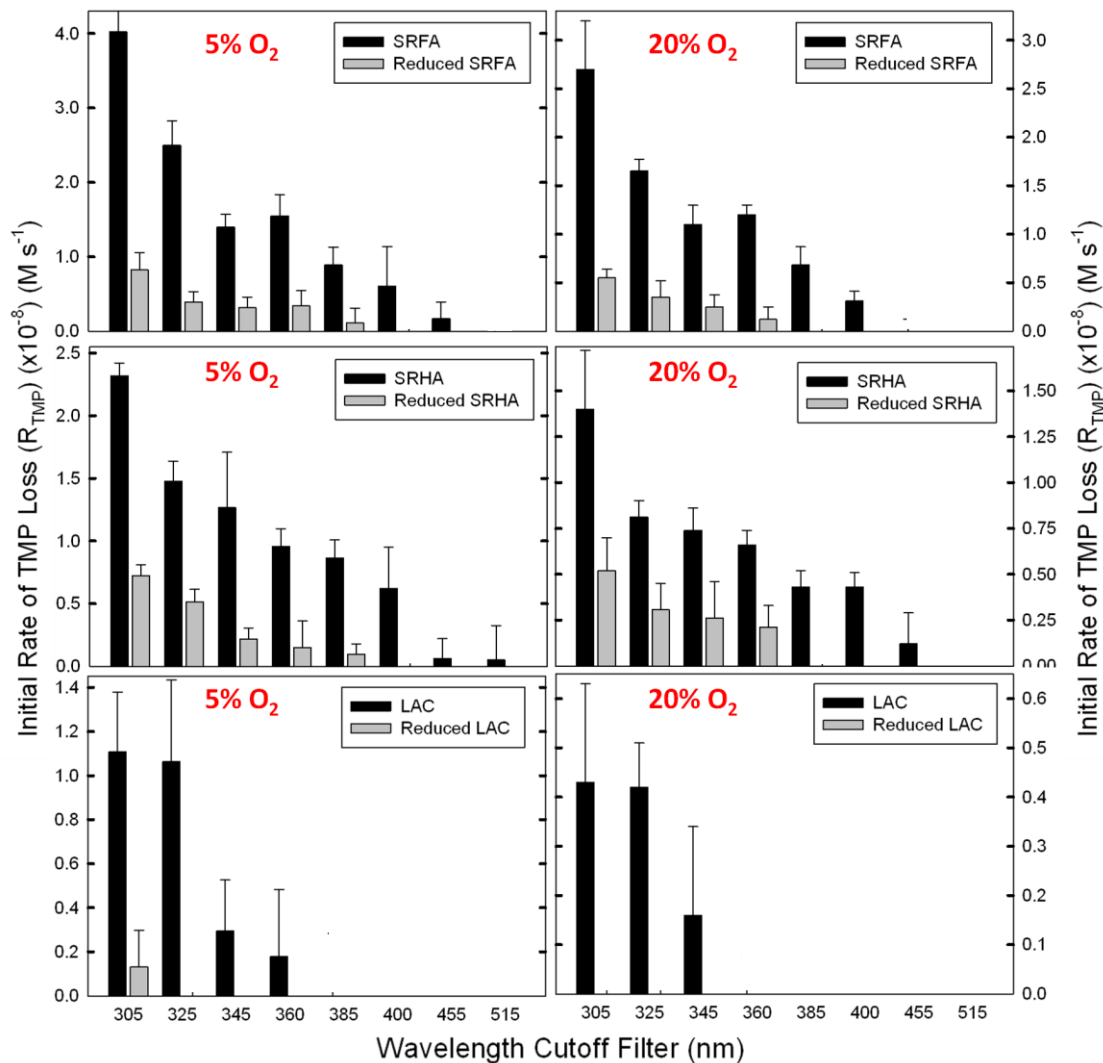 Initial Rate of TMP Loss (R_TMP) (x10⁻⁸) (M s⁻¹)
5% O₂
SRFA
Reduced SRFA
4.0
4.0
2.0
1.0
0.0
20% O₂
SRFA
Reduced SRFA
3.0
2.5
2.0
1.5
1.0
0.5
0.0
5% O₂
SRHA
Reduced SRHA
2.5
2.0
1.5
1.0
0.5
0.0
20% O₂
SRHA
Reduced SRHA
1.50
1.25
1.00
0.75
0.50
0.25
0.00
5% O₂
LAC
Reduced LAC
1.4
1.2
1.0
0.8
0.6
0.4
0.2
0.0
20% O₂
LAC
Reduced LAC
0.6
0.5
0.4
0.3
0.2
0.1
0.0
Initial Rate of TMP Loss (R_TMP) (x10⁻⁸) (M s⁻¹)
305 325 345 360 385 400 455 515
305 325 345 360 385 400 455 515
Wavelength Cutoff Filter (nm)